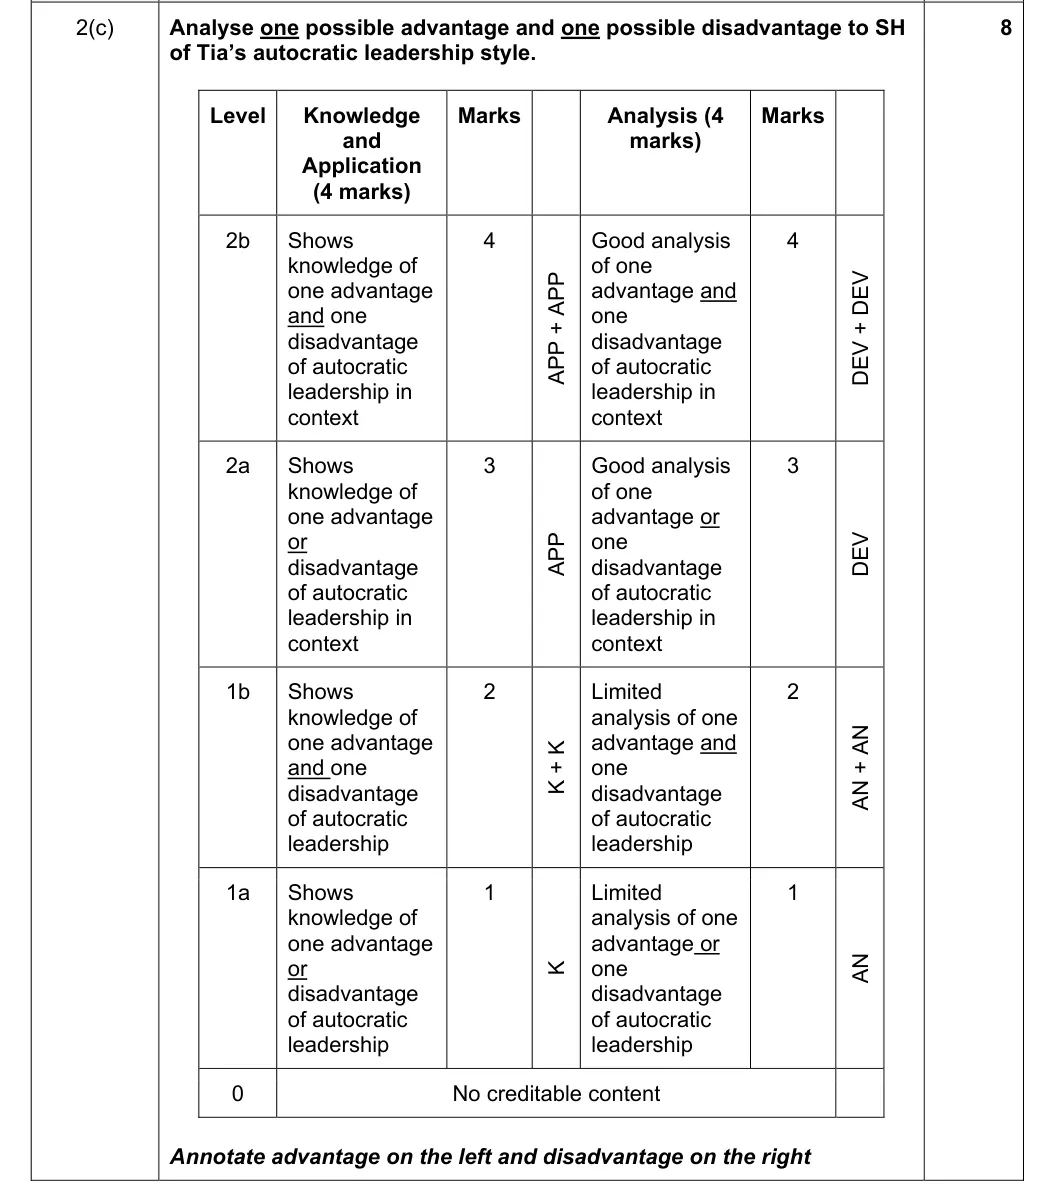 2(c)
Analyse one possible advantage and one possible disadvantage to SH
of Tia's autocratic leadership style.
8
Level
Knowledge
and
Application
(4 marks)
Marks
Analysis (4
marks)
Marks
2b
Shows
knowledge of
one advantage
and one
disadvantage
of autocratic
leadership in
context
4
APP + APP
Good analysis
of one
advantage and
one
disadvantage
of autocratic
leadership in
context
4
DEV + DEV
2a
Shows
knowledge of
one advantage
or
disadvantage
of autocratic
leadership in
context
3
APP
Good analysis
of one
advantage or
one
disadvantage
of autocratic
leadership in
context
3
DEV
1b
Shows
knowledge of
one advantage
and one
disadvantage
of autocratic
leadership
2
K + K
Limited
analysis of one
advantage and
one
disadvantage
of autocratic
leadership
2
AN + AN
1a
Shows
knowledge of
one advantage
or
disadvantage
of autocratic
leadership
1
K
Limited
analysis of one
advantage or
one
disadvantage
of autocratic
leadership
1
AN
0
No creditable content
Annotate advantage on the left and disadvantage on the right